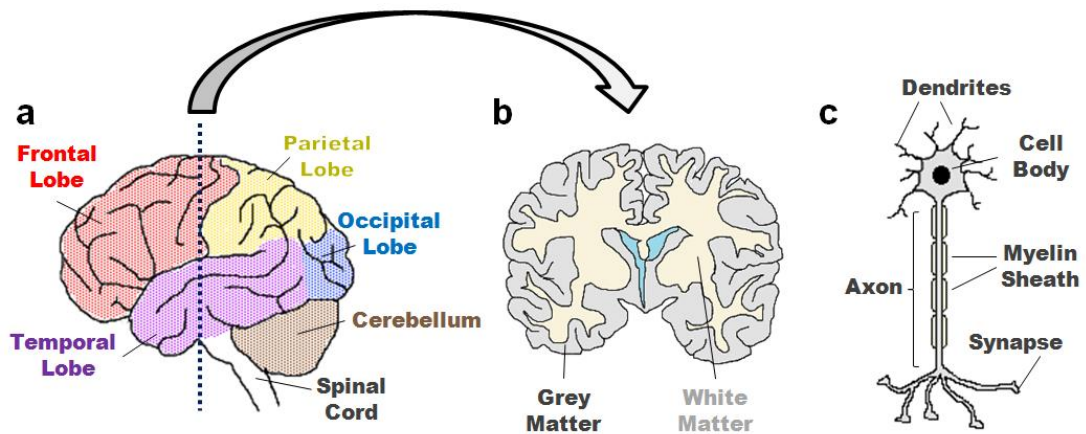 a
Frontal
Lobe
Parietal
Lobe
Occipital
Lobe
Temporal
Lobe
Cerebellum
Spinal
Cord
b
Grey
Matter
White
Matter
c
Dendrites
Cell
Body
Axon
Myelin
Sheath
Synapse